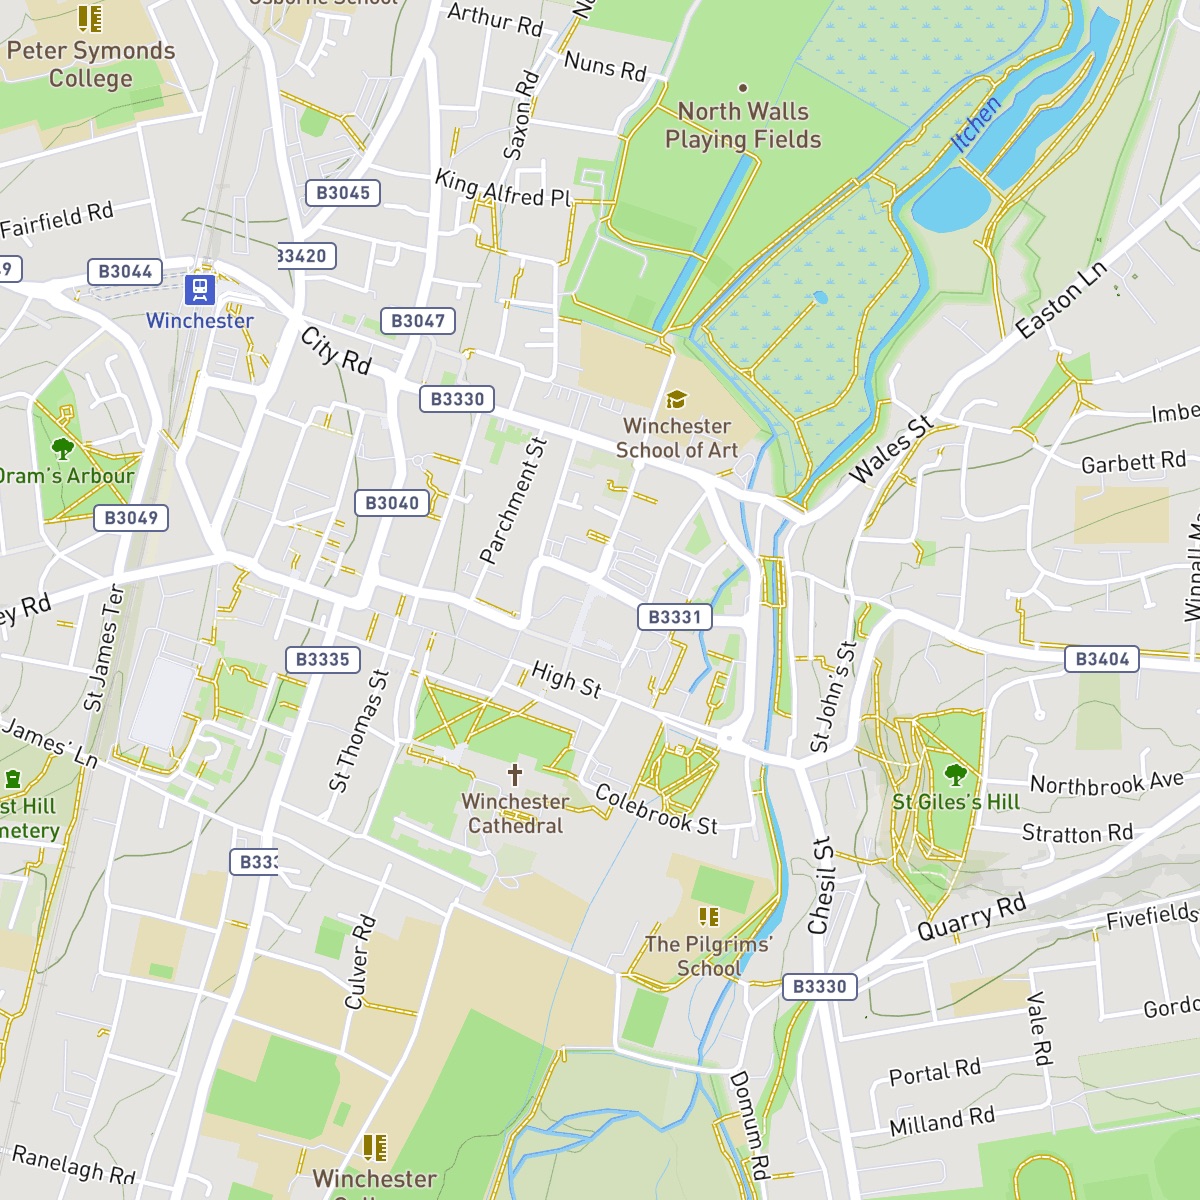 Osborne School
Arthur Rd
Peter Symonds
College
Nuns Rd
Saxon Rd
North Walls
Playing Fields
Itchen
B3045
King Alfred Pl
Fairfield Rd
B3420
B3044
Easton Ln
Winchester
B3047
City Rd
B3330
Winchester
School of Art
Wales St
Garbett Rd
Oram's Arbour
Parchment St
B3040
B3049
St James Ter
B3331
B3335
B3404
High St
St John's St
St Thomas St
James' Ln
Northbrook Ave
St Giles's Hill
Winchester
Cathedral
Colebrook St
Stratton Rd
B333
Chesil St
Quarry Rd
Fivefields
The Pilgrims'
School
Culver Rd
B3330
Vale Rd
Portal Rd
Milland Rd
Domum Rd
Ranelagh Rd
Winchester